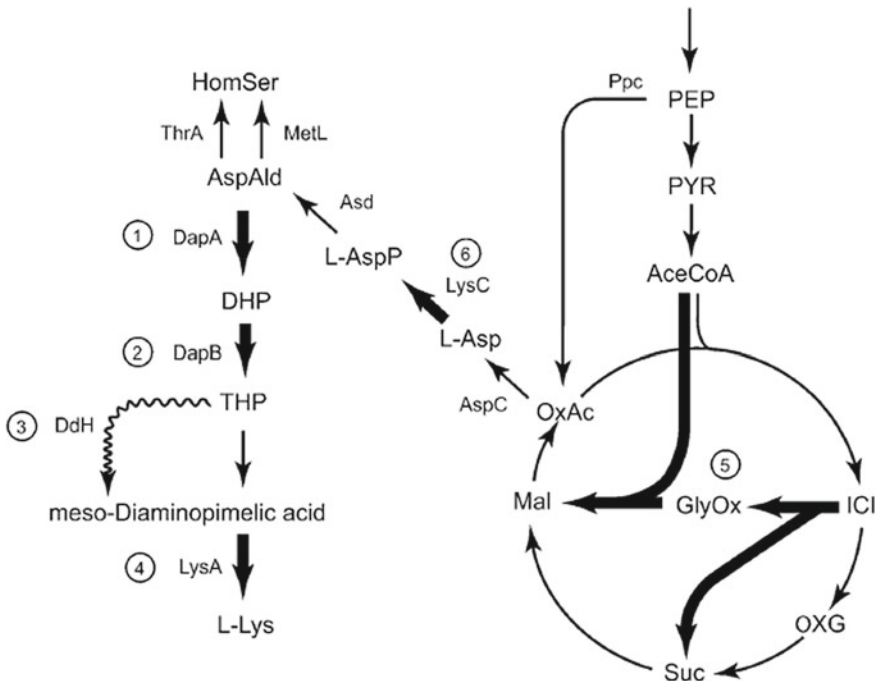 HomSer
ThrA
MetL
AspAld
① DapA
DHP
② DapB
THP
③ DdH
meso-Diaminopimelic acid
④ LysA
L-Lys
Asd
L-AspP
⑥
LysC
L-Asp
AspC
Ppc
PEP
PYR
AceCoA
OxAc
⑤
Mal
GlyOx
ICI
OXG
Suc